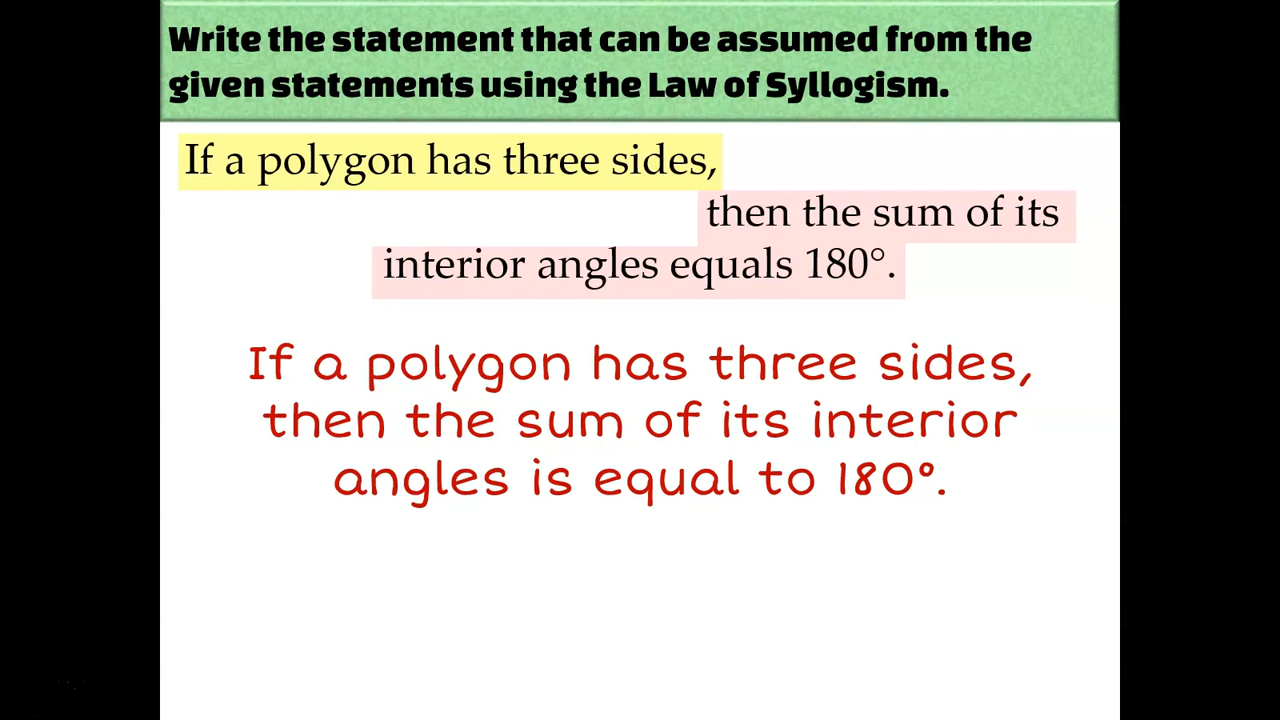 Write the statement that can be assumed from the
given statements using the Law of Syllogism.
If a polygon has three sides,
then the sum of its
interior angles equals 180°.
If a polygon has three sides,
then the sum of its interior
angles is equal to 180°.